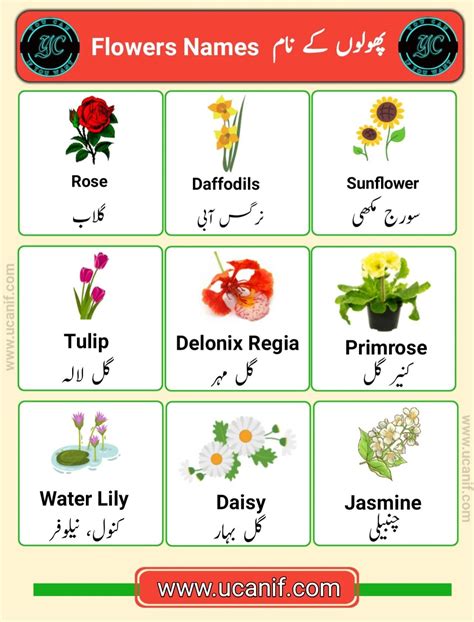 YC
Flowers Names پھولوں کے نام
YC
Rose
گلاب
Daffodils
نرگس آبی
Sunflower
سورج مکھی
Tulip
گل لالہ
Delonix Regia
گل مہر
Primrose
کنیر گل
Water Lily
کنول، نیلوفر
Daisy
گل بہار
Jasmine
چنبیلی
www.ucanif.com
www.ucanif.com
www.ucanif.com